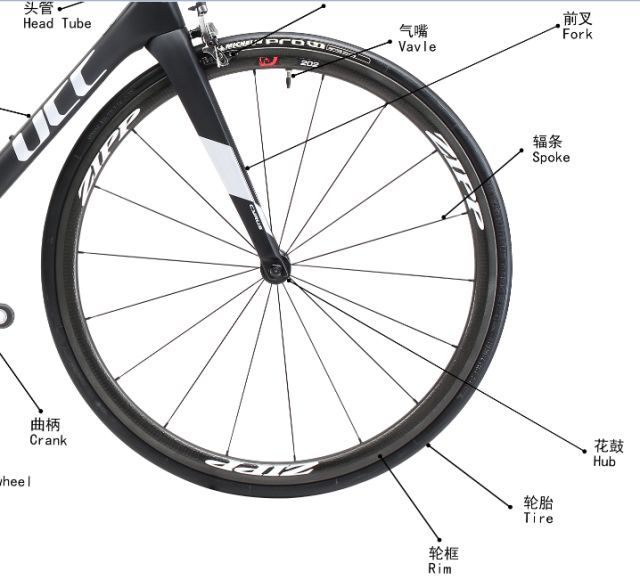 头管
Head Tube
气嘴
Vavle
前叉
Fork
PRO
202
UCC
ZIPP
ZIPP
辐条
Spoke
曲柄
Crank
花鼓
Hub
wheel
ZIPP
轮胎
Tire
轮框
Rim